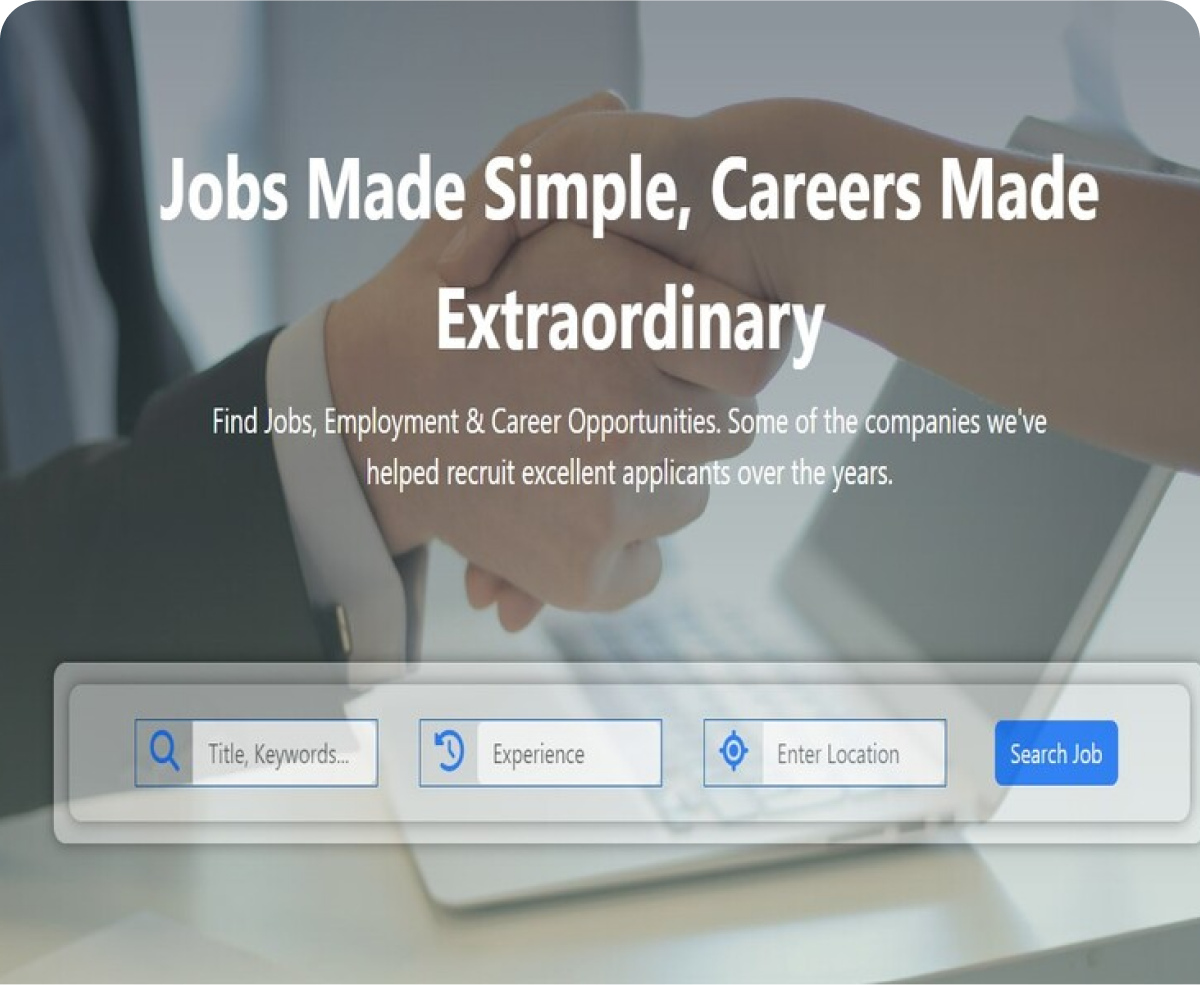 Jobs Made Simple, Careers Made
Extraordinary
Find Jobs, Employment & Career Opportunities. Some of the companies we've
helped recruit excellent applicants over the years.
Title, Keywords...
Experience
Enter Location
Search Job